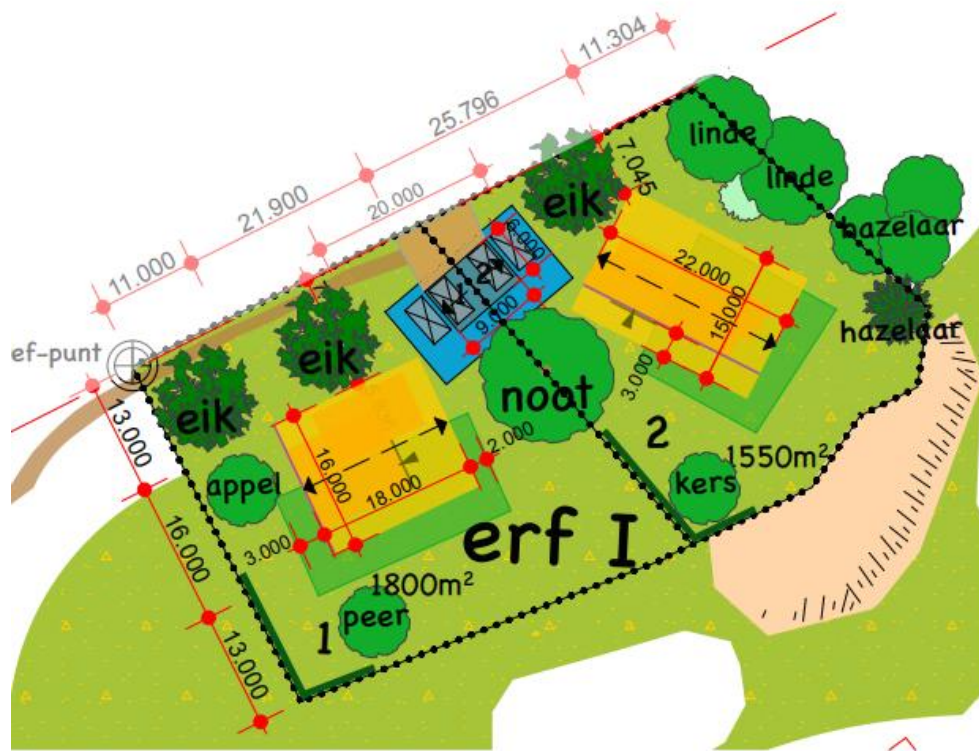 11.304
25.796
21.900
20.000
11.000
7.045
linde
linde
eik
hazelaar
6.000
22.000
2
1
15.000
9.000
hazelaar
ef-punt
eik
3.000
noot
eik
13.000
2
1550m²
appel
16.000
2.000
kers
18.000
erf I
3.000
16.000
1800m²
peer
1
13.000